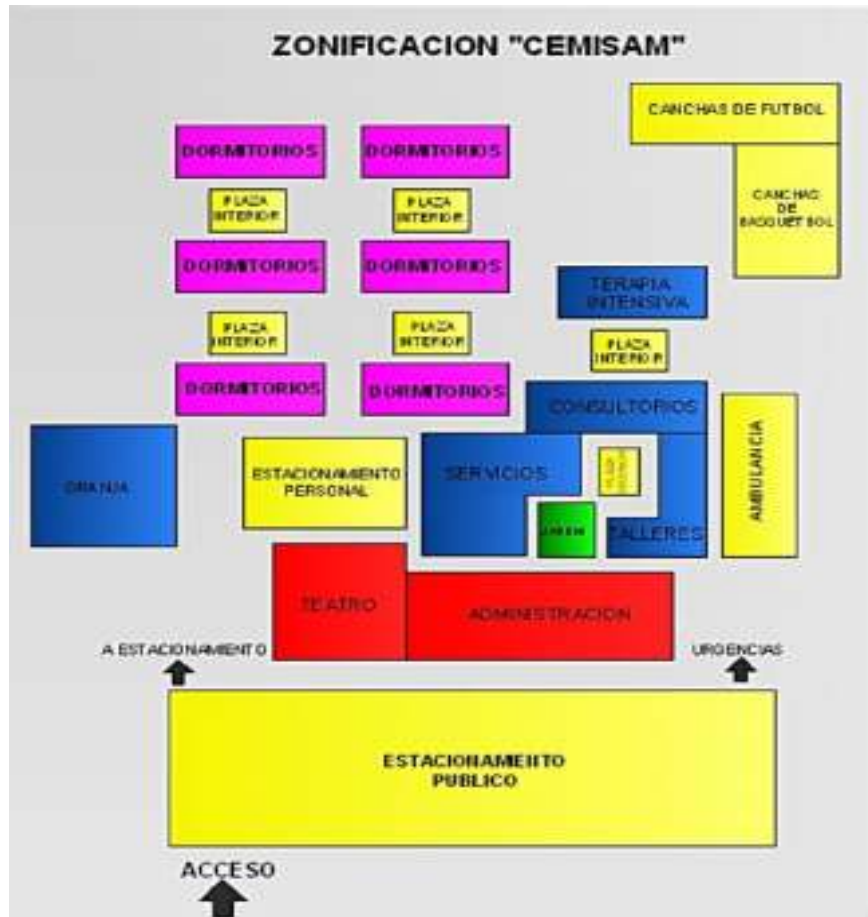 ZONIFICACION "CEMISAM"
CANCHAS DE FUTBOL
DORMITORIOS
DORMITORIOS
PLAZA
INTERIOR
PLAZA
INTERIOR
CANCHAS
DE
BASQUETBOL
DORMITORIOS
DORMITORIOS
TERAPIA
INTENSIVA
PLAZA
INTERIOR
PLAZA
INTERIOR
PLAZA
INTERIOR
DORMITORIOS
DORMITORIOS
CONSULTORIOS
GRANJA
ESTACIONAMIENTO
PERSONAL
SERVICIOS
AMBULANCIA
JARDIN
TALLERES
TEATRO
ADMINISTRACION
A ESTACIONAMIENTO
URGENCIAS
ESTACIONAMIENTO
PUBLICO
ACCESO